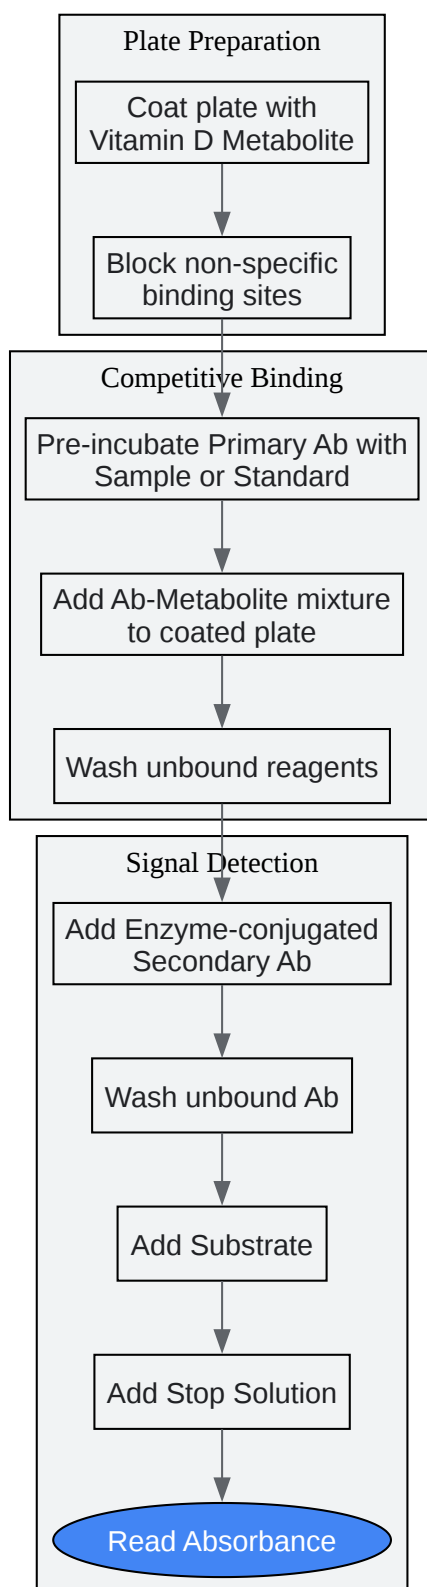 Plate Preparation
Coat plate with
Vitamin D Metabolite
Block non-specific
binding sites
Competitive Binding
Pre-incubate Primary Ab with
Sample or Standard
Add Ab-Metabolite mixture
to coated plate
Wash unbound reagents
Signal Detection
Add Enzyme-conjugated
Secondary Ab
Wash unbound Ab
Add Substrate
Add Stop Solution
Read Absorbance